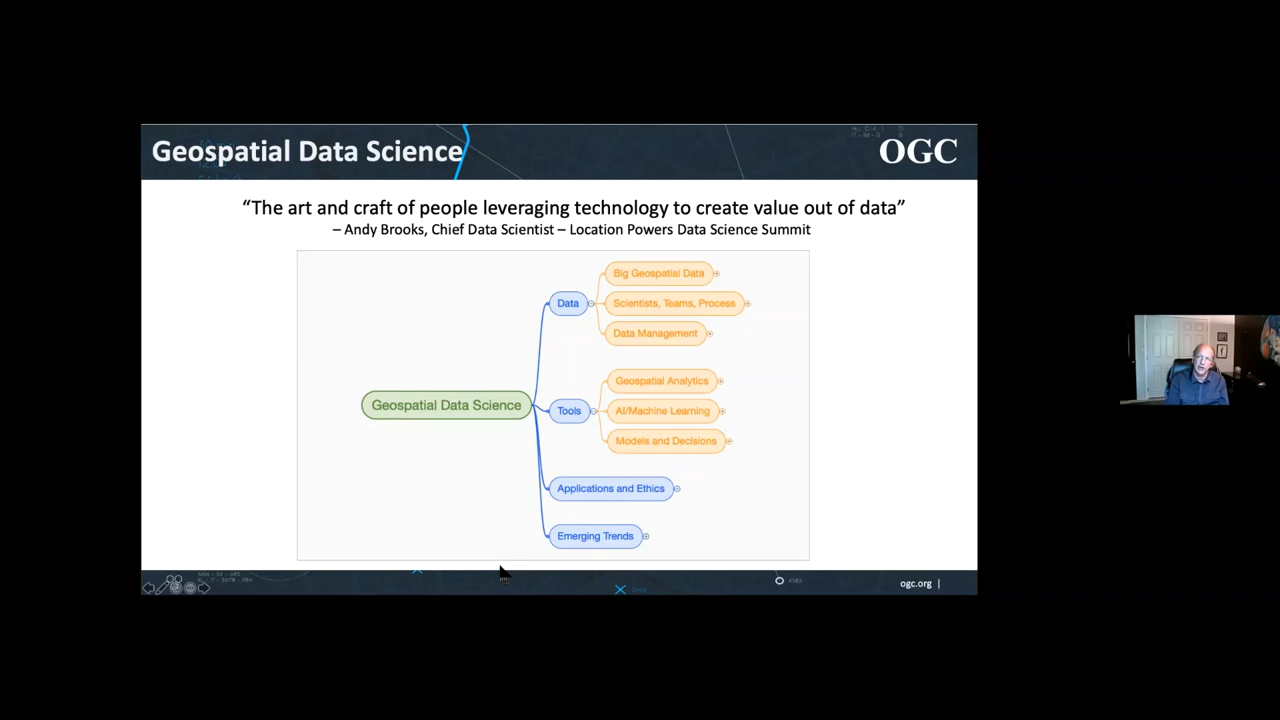 Geospatial Data Science
OGC
“The art and craft of people leveraging technology to create value out of data”
– Andy Brooks, Chief Data Scientist – Location Powers Data Science Summit
Big Geospatial Data
Data
Scientists, Teams, Process
Data Management
Geospatial Analytics
Geospatial Data Science
Tools
AI/Machine Learning
Models and Decisions
Applications and Ethics
Emerging Trends
4583
ogc.org |